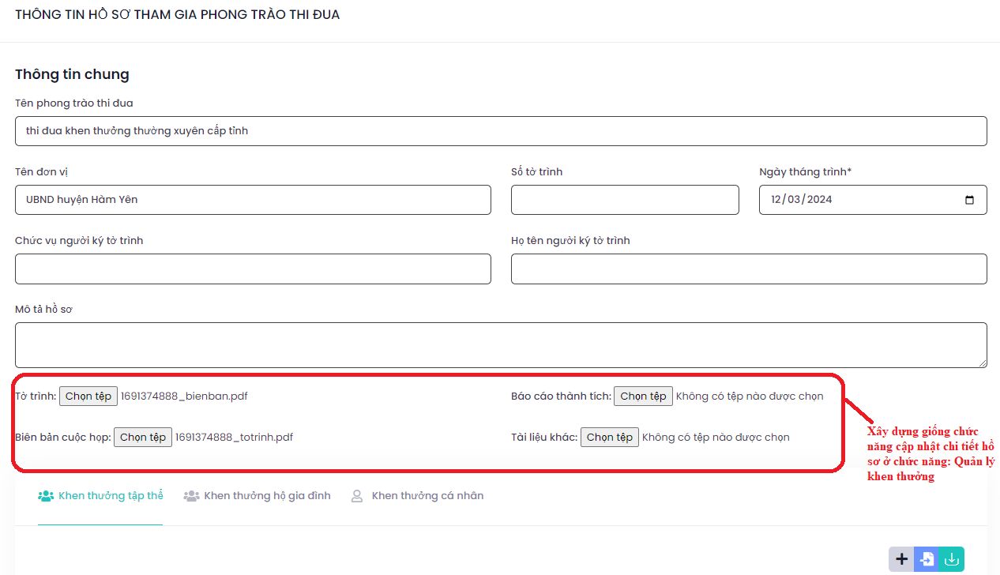 THÔNG TIN HỒ SƠ THAM GIA PHONG TRÀO THI ĐUA
Thông tin chung
Tên phong trào thi đua
thi đua khen thưởng thường xuyên cấp tỉnh
Tên đơn vị
Số tờ trình
Ngày tháng trình*
UBND huyện Hàm Yên
12/03/2024
Chức vụ người ký tờ trình
Họ tên người ký tờ trình
Mô tả hồ sơ
Tờ trình: Chọn tệp 1691374888_bienban.pdf
Báo cáo thành tích: Chọn tệp Không có tệp nào được chọn
Biên bản cuộc họp: Chọn tệp 1691374888_totrinh.pdf
Tài liệu khác: Chọn tệp Không có tệp nào được chọn
Xây dựng giống chức
năng cập nhật chi tiết hồ
sơ ở chức năng: Quản lý
khen thưởng
Khen thưởng tập thể
Khen thưởng hộ gia đình
Khen thưởng cá nhân